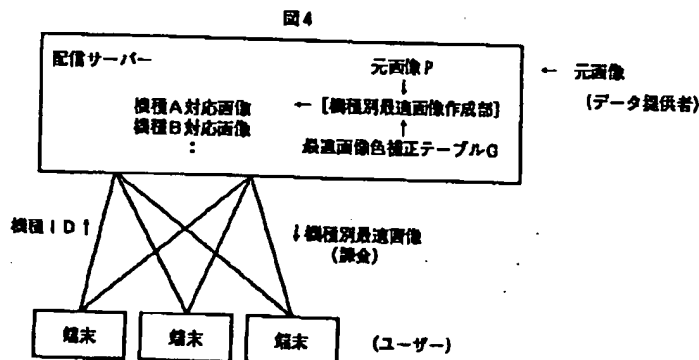 図4
配信サーバー
元画像P
↓
← 元画像
(データ提供者)
機種A対応画像 ← [機種別最適画像作成部]
機種B対応画像
↑
:
最適画像色補正テーブルG
機種ID↑
↓機種別最適画像
(課金)
端末 端末 端末 (ユーザー)